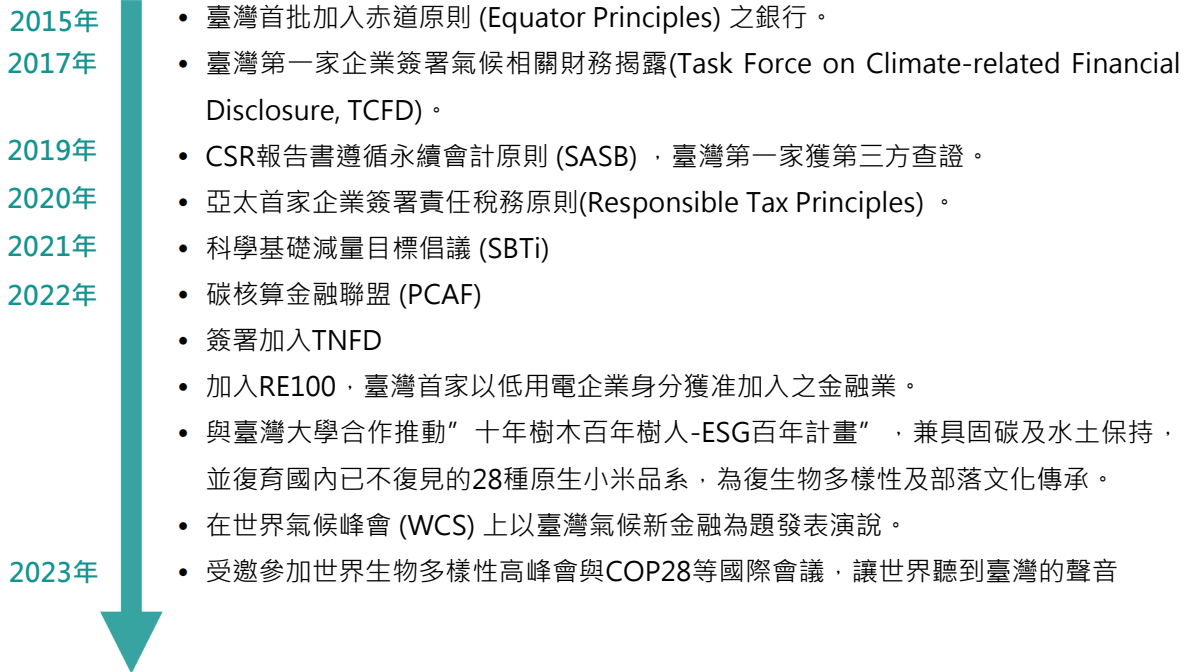 2015年 • 臺灣首批加入赤道原則 (Equator Principles) 之銀行。
2017年 • 臺灣第一家企業簽署氣候相關財務揭露(Task Force on Climate-related Financial
Disclosure, TCFD)。
2019年 • CSR報告書遵循永續會計原則 (SASB) ，臺灣第一家獲第三方查證。
2020年 • 亞太首家企業簽署責任稅務原則(Responsible Tax Principles) 。
2021年 • 科學基礎減量目標倡議 (SBTi)
2022年 • 碳核算金融聯盟 (PCAF)
• 簽署加入TNFD
• 加入RE100，臺灣首家以低用電企業身分獲准加入之金融業。
• 與臺灣大學合作推動”十年樹木百年樹人-ESG百年計畫”，兼具固碳及水土保持，
並復育國內已不復見的28種原生小米品系，為復生物多樣性及部落文化傳承。
• 在世界氣候峰會 (WCS) 上以臺灣氣候新金融為題發表演說。
2023年 • 受邀參加世界生物多樣性高峰會與COP28等國際會議，讓世界聽到臺灣的聲音